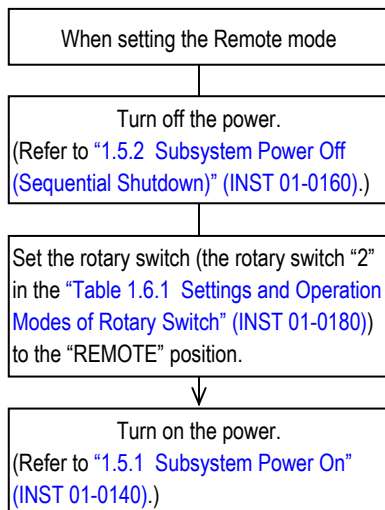 When setting the Remote mode
Turn off the power.
(Refer to “1.5.2 Subsystem Power Off
(Sequential Shutdown)” (INST 01-0160).)
Set the rotary switch (the rotary switch “2”
in the “Table 1.6.1 Settings and Operation
Modes of Rotary Switch” (INST 01-0180))
to the “REMOTE” position.
Turn on the power.
(Refer to “1.5.1 Subsystem Power On”
(INST 01-0140).)